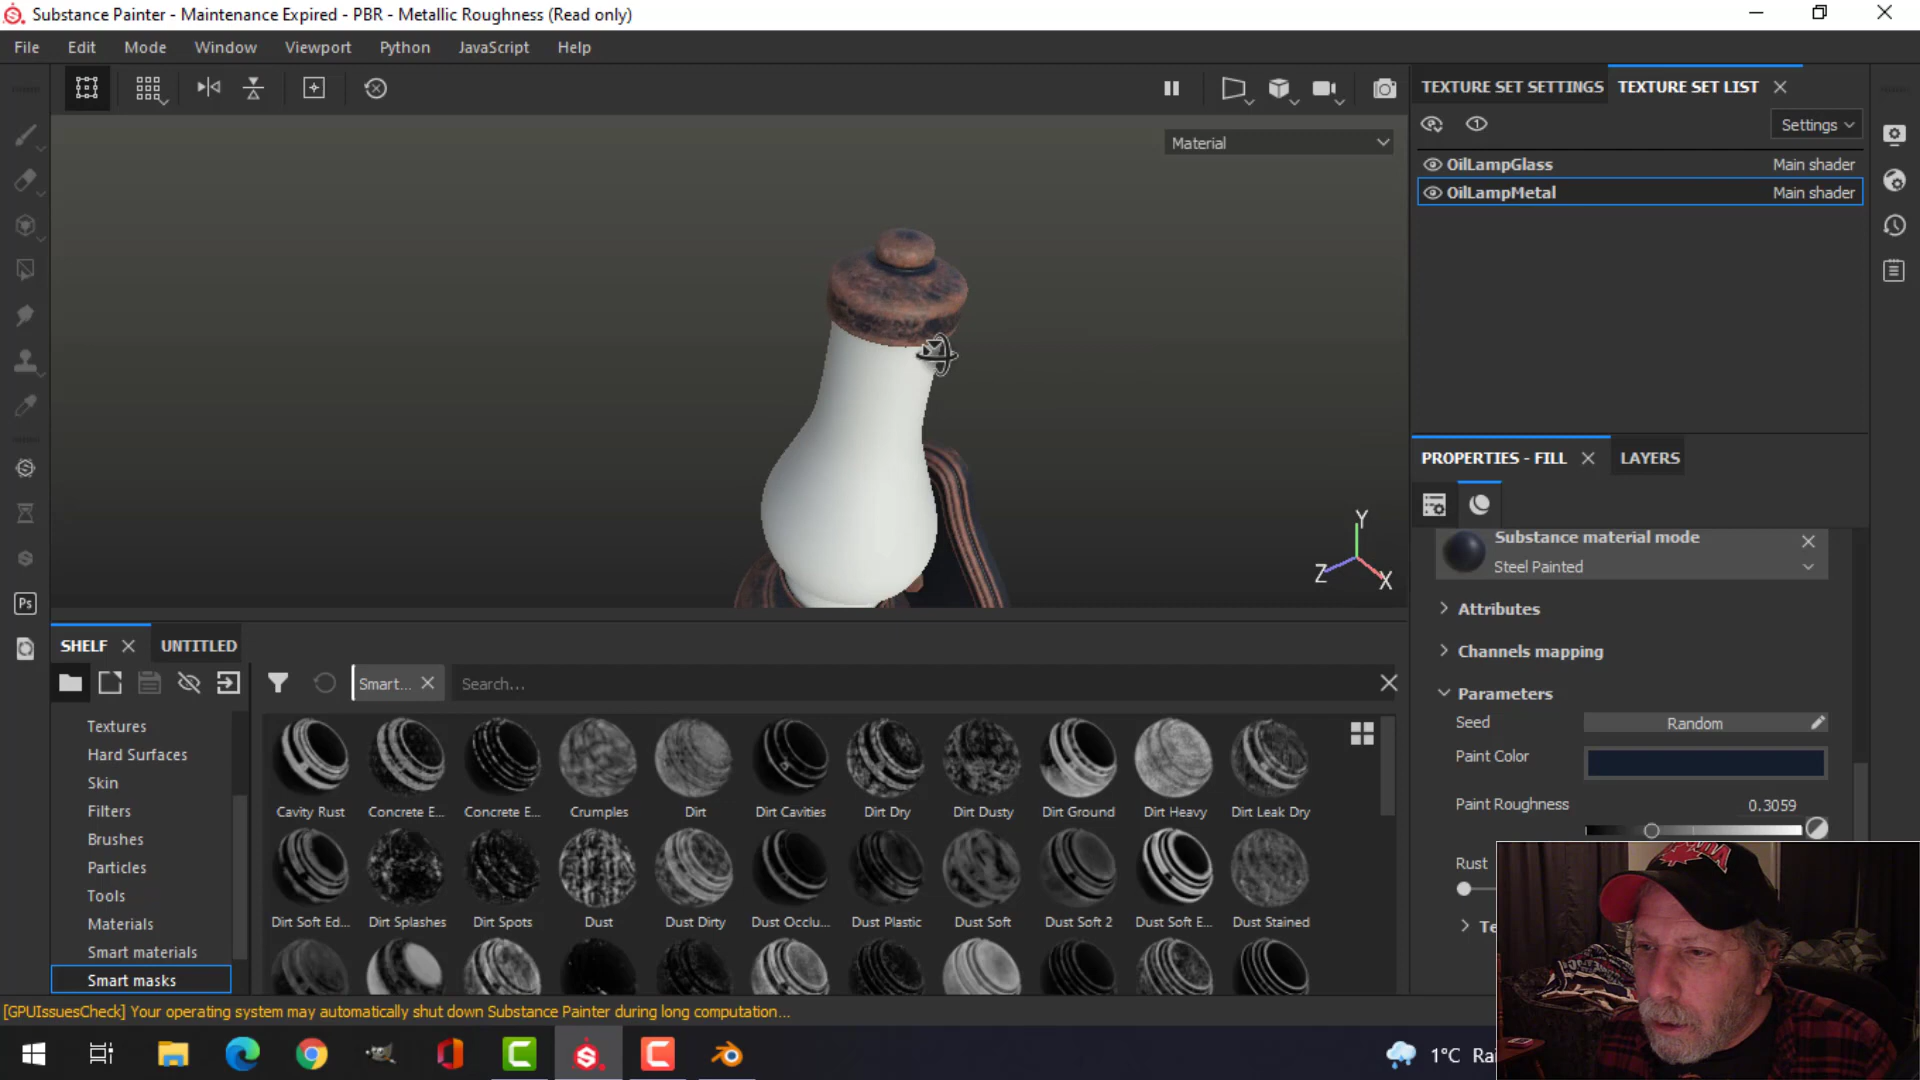 Substance Painter - Maintenance Expired - PBR - Metallic Roughness (Read only)
File Edit Mode Window Viewport Python JavaScript Help
TEXTURE SET SETTINGS TEXTURE SET LIST
Settings
Material
OilLampGlass Main shader
OilLampMetal Main shader
PROPERTIES - FILL LAYERS
Substance material mode
Steel Painted
Attributes
Channels mapping
Parameters
Seed Random
Paint Color
Paint Roughness 0.3059
Rust
Y
Z X
SHELF UNTITLED
Smart... Search...
Textures
Hard Surfaces
Skin
Filters
Brushes
Particles
Tools
Materials
Smart materials
Smart masks
Cavity Rust Concrete E... Concrete E... Crumples Dirt Dirt Cavities Dirt Dry Dirt Dusty Dirt Ground Dirt Heavy Dirt Leak Dry
Dirt Soft Ed... Dirt Splashes Dirt Spots Dust Dust Dirty Dust Occlu... Dust Plastic Dust Soft Dust Soft 2 Dust Soft E... Dust Stained
[GPUIssuesCheck] Your operating system may automatically shut down Substance Painter during long computation...
Ps
1°C